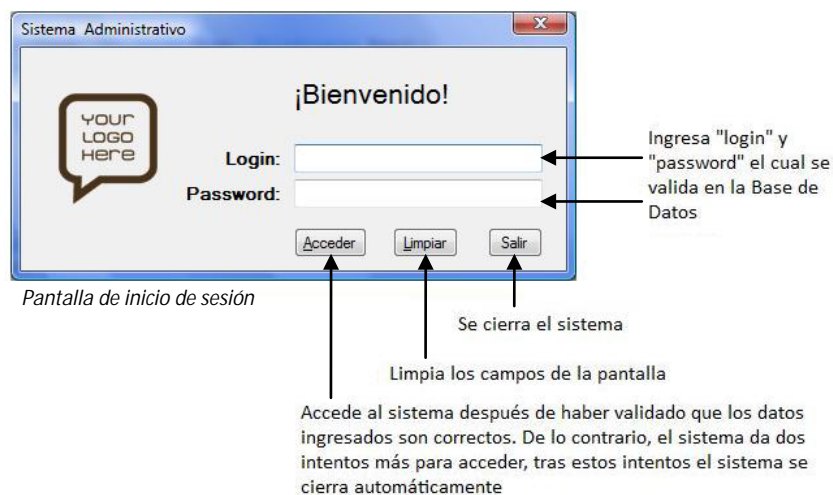 Sistema Administrativo
¡Bienvenido!
YOUR
LOGO
HERE
Login:
Password:
Acceder Limpiar Salir
Ingresa "login" y
"password" el cual se
valida en la Base de
Datos
Pantalla de inicio de sesión
Se cierra el sistema
Limpia los campos de la pantalla
Accede al sistema después de haber validado que los datos
ingresados son correctos. De lo contrario, el sistema da dos
intentos más para acceder, tras estos intentos el sistema se
cierra automáticamente